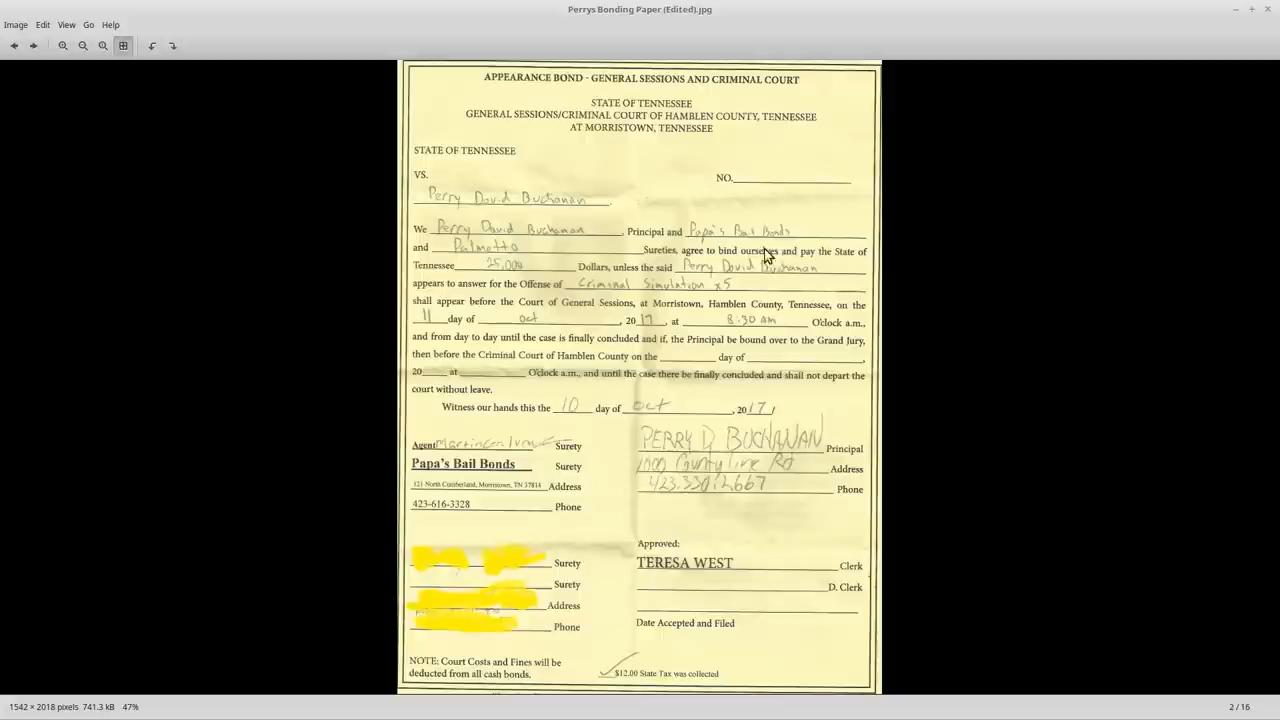 Perrys Bonding Paper (Edited).jpg
Image Edit View Go Help
APPEARANCE BOND - GENERAL SESSIONS AND CRIMINAL COURT
STATE OF TENNESSEE
GENERAL SESSIONS/CRIMINAL COURT OF HAMBLEN COUNTY, TENNESSEE
AT MORRISTOWN, TENNESSEE
STATE OF TENNESSEE
VS. NO.
Perry David Buchanan
We Perry David Buchanan, Principal and Papa's Bail Bonds
and Palmetto Sureties, agree to bind ourselves and pay the State of
Tennessee 25,000 Dollars, unless the said Perry David Buchanan
appears to answer for the Offense of Criminal Simulation x5
shall appear before the Court of General Sessions, at Morristown, Hamblen County, Tennessee, on the
11 day of oct, 2017, at 8:30 AM O'clock a.m.,
and from day to day until the case is finally concluded and if, the Principal be bound over to the Grand Jury,
then before the Criminal Court of Hamblen County on the day of ,
20 at O'clock a.m., and until the case there be finally concluded and shall not depart the
court without leave.
Witness our hands this the 10 day of oct, 2017/
Agent Surety PERRY D BUCHANAN Principal
Papa's Bail Bonds Surety 1000 County Line Rd Address
121 North Cumberland, Morristown, TN 37814 Address 423.330.2667 Phone
423-616-3328 Phone
Approved:
Surety TERESA WEST Clerk
Surety D. Clerk
Address
Phone Date Accepted and Filed
NOTE: Court Costs and Fines will be
deducted from all cash bonds. $12.00 State Tax was collected
1542 × 2018 pixels 741.3 kB 47% 2 / 16